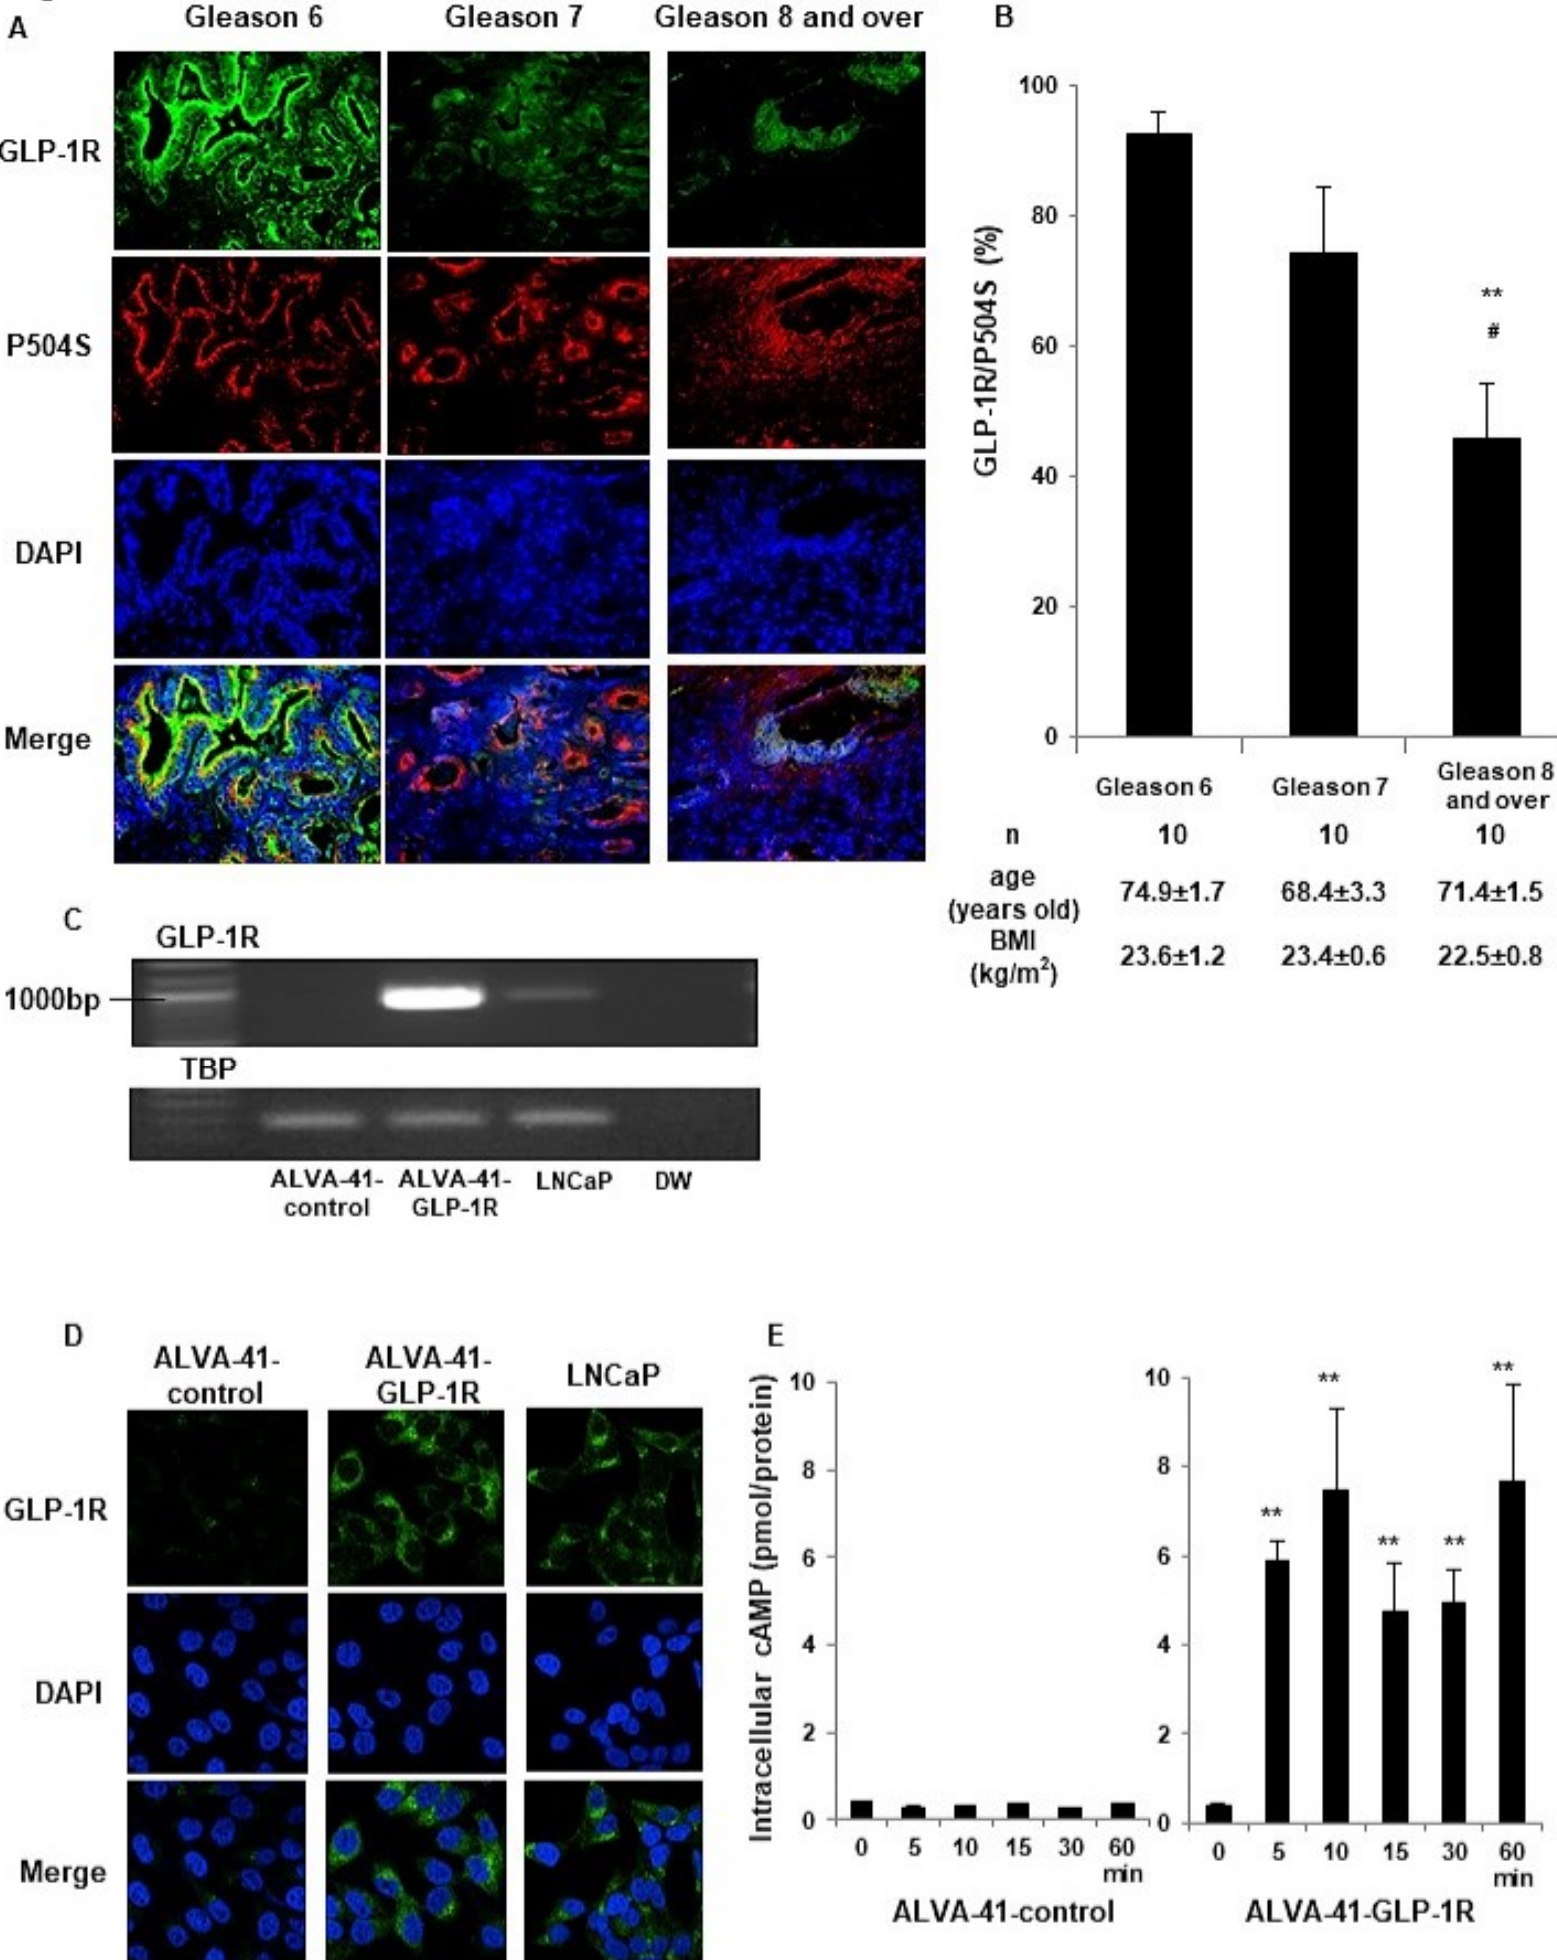 A
Gleason 6
Gleason 7
Gleason 8 and over
GLP-1R
P504S
DAPI
Merge
B
GLP-1R/P504S (%)
100
80
60
40
20
0
**
#
Gleason 6
Gleason 7
Gleason 8
and over
n
10
10
10
age
(years old)
74.9±1.7
68.4±3.3
71.4±1.5
BMI
(kg/m²)
23.6±1.2
23.4±0.6
22.5±0.8
C
GLP-1R
1000bp
TBP
ALVA-41-
control
ALVA-41-
GLP-1R
LNCaP
DW
D
ALVA-41-
control
ALVA-41-
GLP-1R
LNCaP
GLP-1R
DAPI
Merge
E
Intracellular cAMP (pmol/protein)
10
8
6
4
2
0
0 5 10 15 30 60
min
ALVA-41-control
10
8
6
4
2
0
**
**
**
**
**
0 5 10 15 30 60
min
ALVA-41-GLP-1R